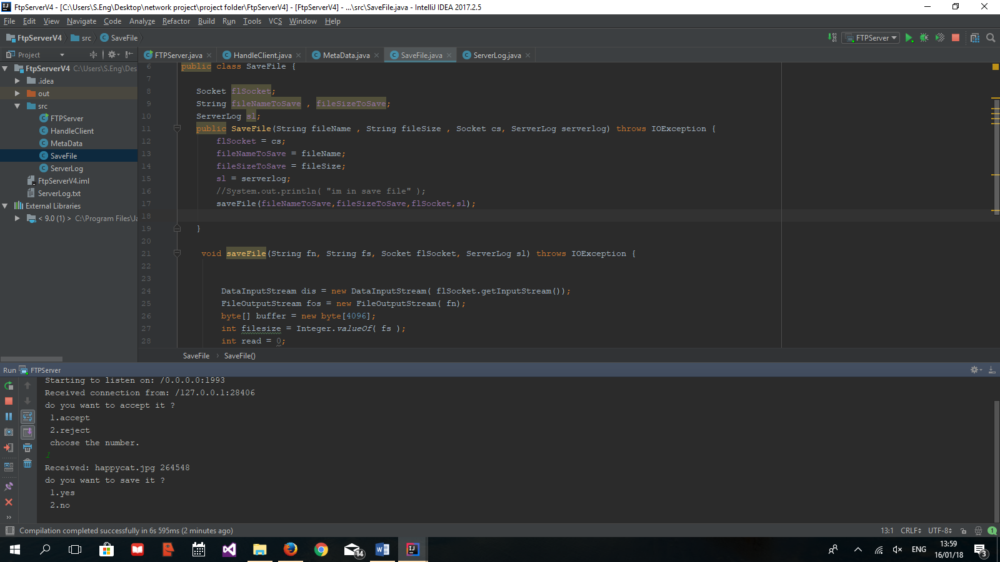 FtpServerV4 - [C:\Users\S.Eng\Desktop\network project\project folder\FtpServerV4] - [FtpServerV4] - ...\src\SaveFile.java - IntelliJ IDEA 2017.2.5
File Edit View Navigate Code Analyze Refactor Build Run Tools VCS Window Help
FtpServerV4 src SaveFile FTPServer
Project
FTPServer.java HandleClient.java MetaData.java SaveFile.java ServerLog.java
FtpServerV4 C:\Users\S.Eng\Des
.idea
out
src
FTPServer
HandleClient
MetaData
SaveFile
ServerLog
FtpServerV4.iml
ServerLog.txt
External Libraries
< 9.0 (1) > C:\Program Files\Ja
6 public class SaveFile {
7
8 Socket flSocket;
9 String fileNameToSave , fileSizeToSave;
10 ServerLog sl;
11 public SaveFile(String fileName , String fileSize , Socket cs, ServerLog serverlog) throws IOException {
12 flSocket = cs;
13 fileNameToSave = fileName;
14 fileSizeToSave = fileSize;
15 sl = serverlog;
16 //System.out.println( "im in save file" );
17 saveFile(fileNameToSave,fileSizeToSave,flSocket,sl);
18
19 }
20
21 void saveFile(String fn, String fs, Socket flSocket, ServerLog sl) throws IOException {
22
23
24 DataInputStream dis = new DataInputStream( flSocket.getInputStream());
25 FileOutputStream fos = new FileOutputStream( fn);
26 byte[] buffer = new byte[4096];
27 int filesize = Integer.valueOf( fs );
28 int read = 0;
SaveFile SaveFile()
Run FTPServer
Starting to listen on: /0.0.0.0:1993
Received connection from: /127.0.0.1:28406
do you want to accept it ?
1.accept
2.reject
choose the number.
1
Received: happycat.jpg 264548
do you want to save it ?
1.yes
2.no
Compilation completed successfully in 6s 595ms (2 minutes ago) 13:1 CRLF UTF-8 1
14 ENG 13:59
16/01/18 3